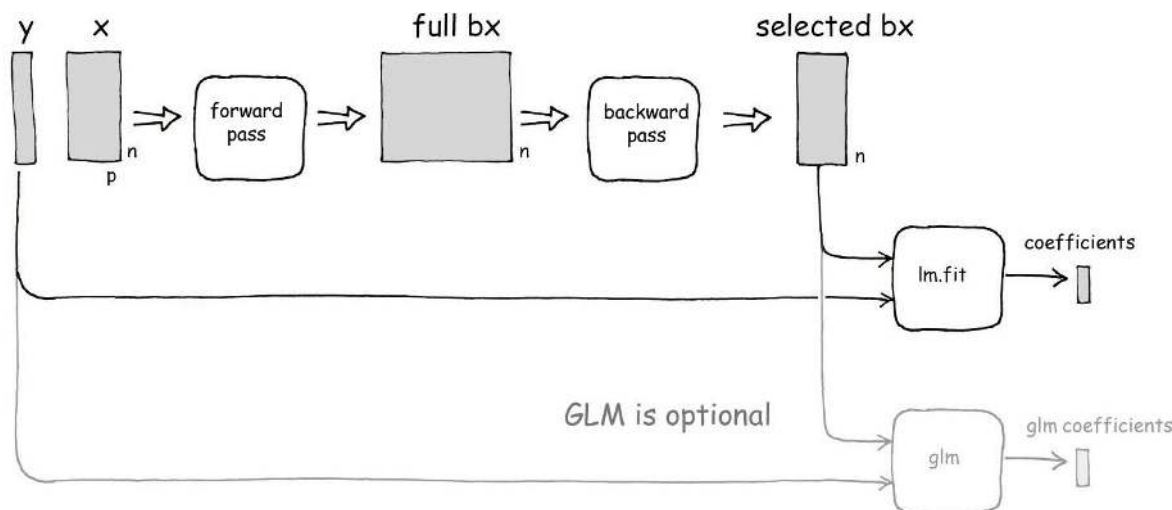 y
x
full bx
selected bx
forward
pass
backward
pass
n
p
n
n
coefficients
lm.fit
GLM is optional
glm coefficients
glm